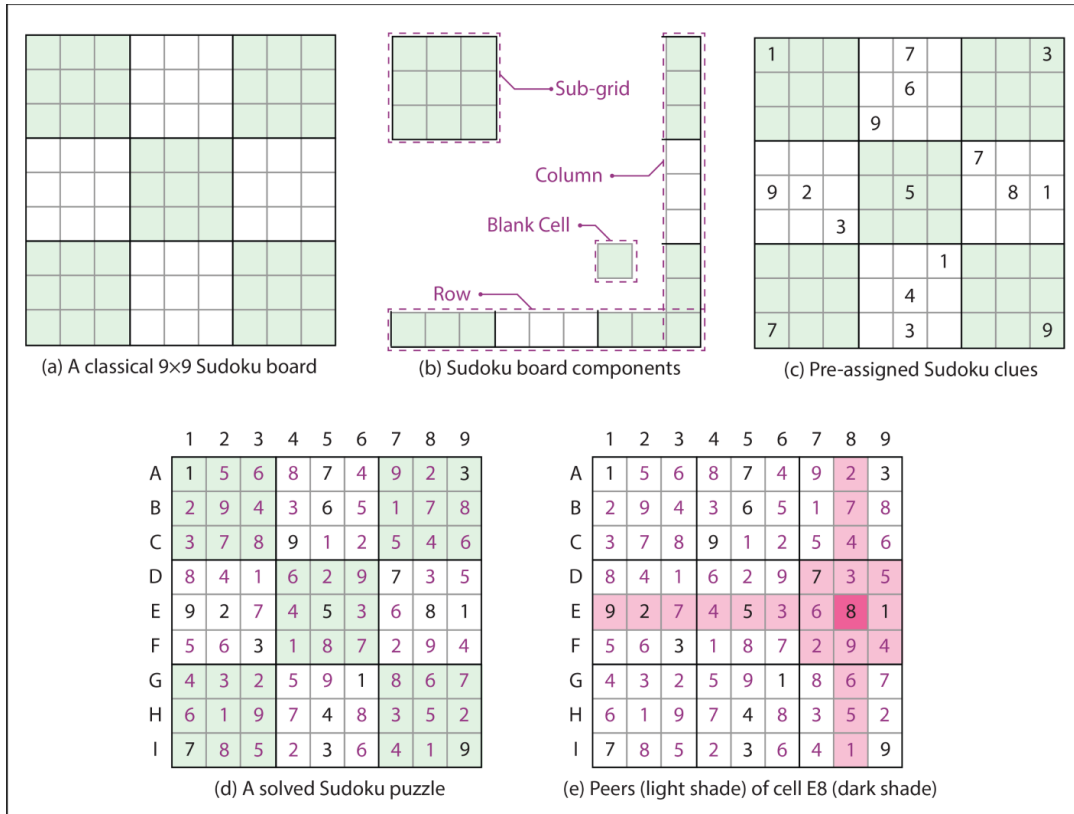 Sub-grid
Column
Blank Cell
Row
1 7 3
6
9
7
9 2 5 8 1
3
1
4
7 3 9
(a) A classical 9×9 Sudoku board
(b) Sudoku board components
(c) Pre-assigned Sudoku clues
1 2 3 4 5 6 7 8 9
A 1 5 6 8 7 4 9 2 3
B 2 9 4 3 6 5 1 7 8
C 3 7 8 9 1 2 5 4 6
D 8 4 1 6 2 9 7 3 5
E 9 2 7 4 5 3 6 8 1
F 5 6 3 1 8 7 2 9 4
G 4 3 2 5 9 1 8 6 7
H 6 1 9 7 4 8 3 5 2
I 7 8 5 2 3 6 4 1 9
(d) A solved Sudoku puzzle
1 2 3 4 5 6 7 8 9
A 1 5 6 8 7 4 9 2 3
B 2 9 4 3 6 5 1 7 8
C 3 7 8 9 1 2 5 4 6
D 8 4 1 6 2 9 7 3 5
E 9 2 7 4 5 3 6 8 1
F 5 6 3 1 8 7 2 9 4
G 4 3 2 5 9 1 8 6 7
H 6 1 9 7 4 8 3 5 2
I 7 8 5 2 3 6 4 1 9
(e) Peers (light shade) of cell E8 (dark shade)